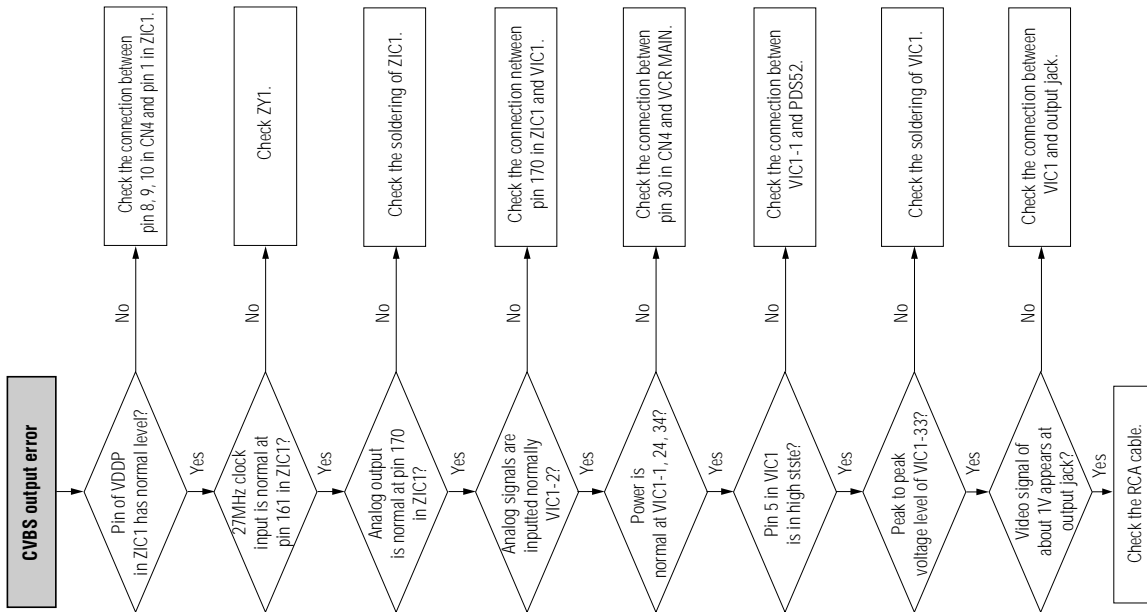 CVBS output error
Pin of VDDP
in ZIC1 has normal level?
No
Check the connection between
pin 8, 9, 10 in CN4 and pin 1 in ZIC1.
Yes
27MHz clock
input is normal at
pin 161 in ZIC1?
No
Check ZY1.
Yes
Analog output
is normal at pin 170
in ZIC1?
No
Check the soldering of ZIC1.
Yes
Analog signals are
inputted normally
VIC1-2?
No
Check the connection netween
pin 170 in ZIC1 and VIC1.
Yes
Power is
normal at VIC1-1, 24, 34?
No
Check the connection betwen
pin 30 in CN4 and VCR MAIN.
Yes
Pin 5 in VIC1
is in high stste?
No
Check the connection between
VIC1-1 and PDS52.
Yes
Peak to peak
voltage level of VIC1-33?
No
Check the soldering of VIC1.
Yes
Video signal of
about 1V appears at
output jack?
No
Check the connection between
VIC1 and output jack.
Yes
Check the RCA cable.